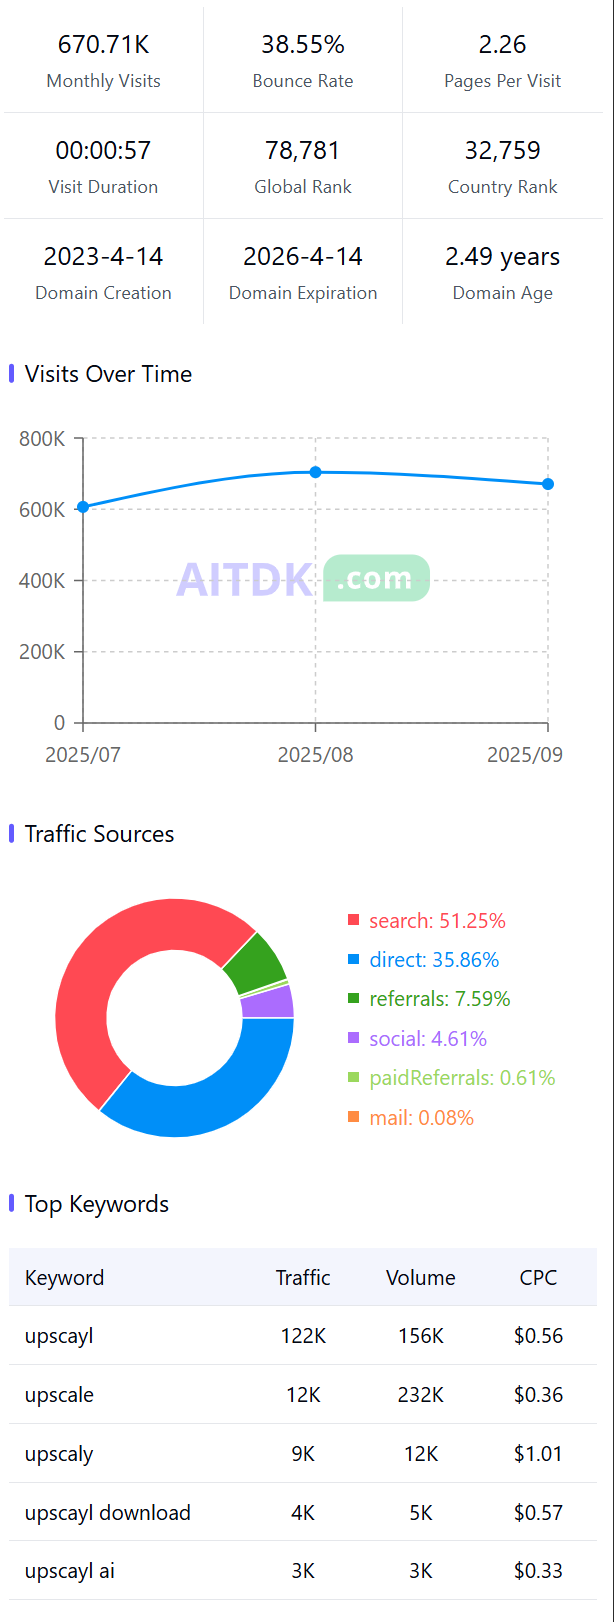 670.71K 38.55% 2.26
Monthly Visits Bounce Rate Pages Per Visit
00:00:57 78,781 32,759
Visit Duration Global Rank Country Rank
2023-4-14 2026-4-14 2.49 years
Domain Creation Domain Expiration Domain Age
Visits Over Time
800K
600K
400K
AITDK .com
200K
0
2025/07 2025/08 2025/09
Traffic Sources
search: 51.25%
direct: 35.86%
referrals: 7.59%
social: 4.61%
paidReferrals: 0.61%
mail: 0.08%
Top Keywords
Keyword Traffic Volume CPC
upscayl 122K 156K $0.56
upscale 12K 232K $0.36
upscaly 9K 12K $1.01
upscayl download 4K 5K $0.57
upscayl ai 3K 3K $0.33